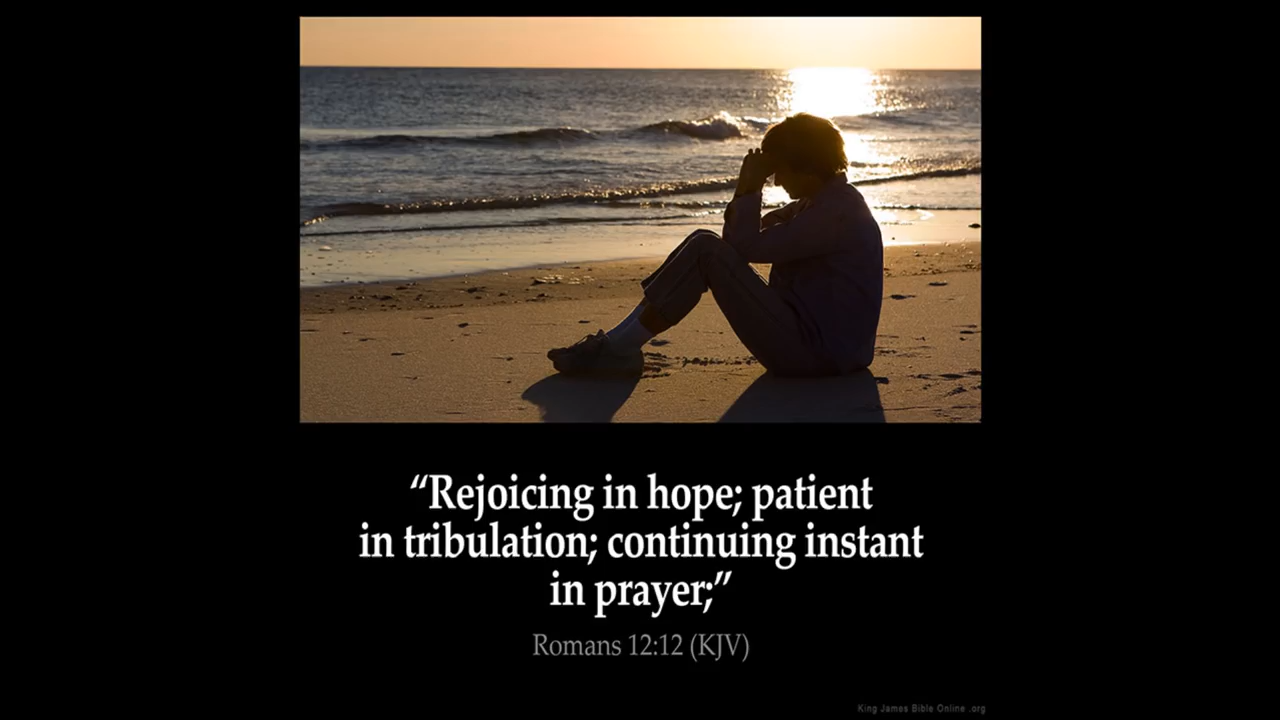 “Rejoicing in hope; patient
in tribulation; continuing instant
in prayer;”
Romans 12:12 (KJV)
King James Bible Online .org